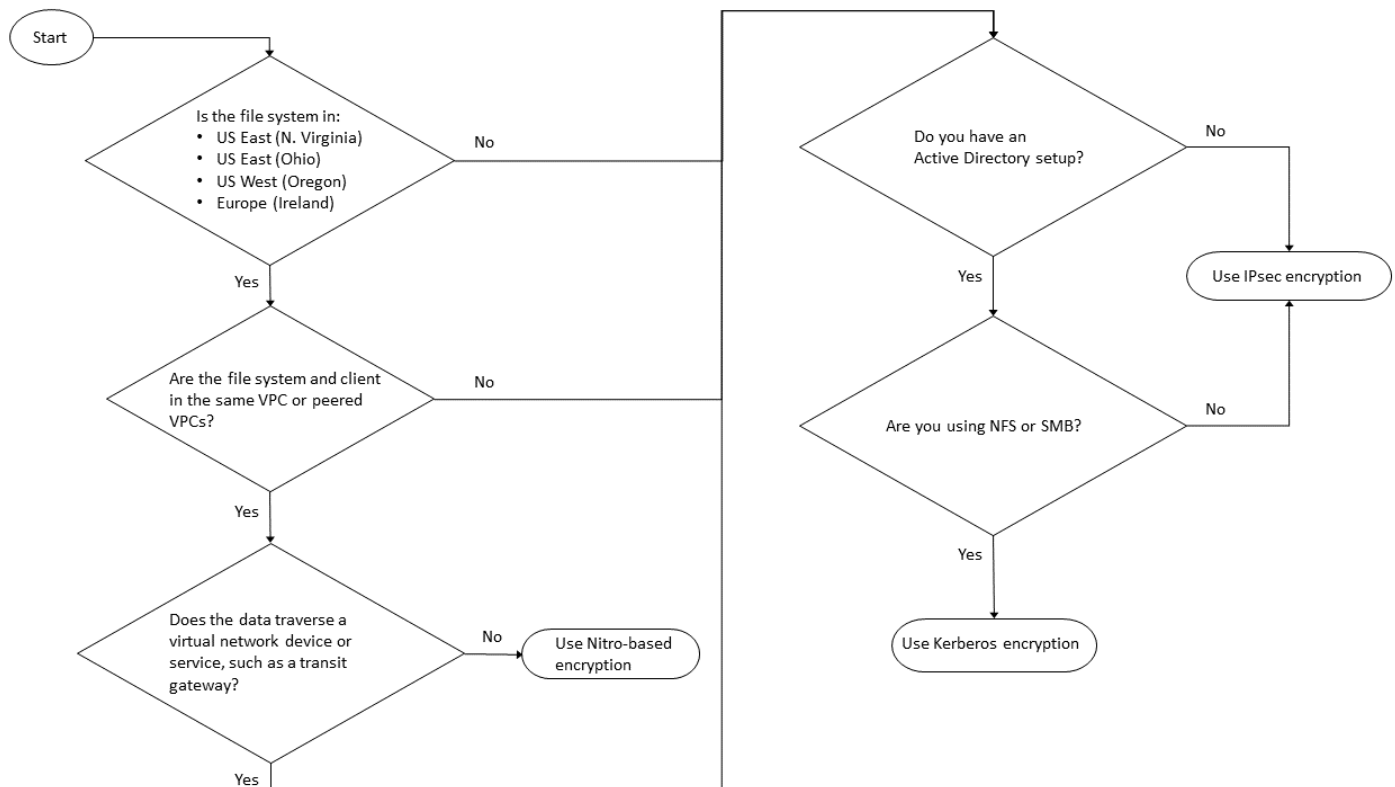 Start
Is the file system in:
• US East (N. Virginia)
• US East (Ohio)
• US West (Oregon)
• Europe (Ireland)
No
Yes
Are the file system and client
in the same VPC or peered
VPCs?
No
Yes
Does the data traverse a
virtual network device or
service, such as a transit
gateway?
No
Use Nitro-based
encryption
Yes
Do you have an
Active Directory setup?
No
Yes
Use IPsec encryption
Are you using NFS or SMB?
No
Yes
Use Kerberos encryption